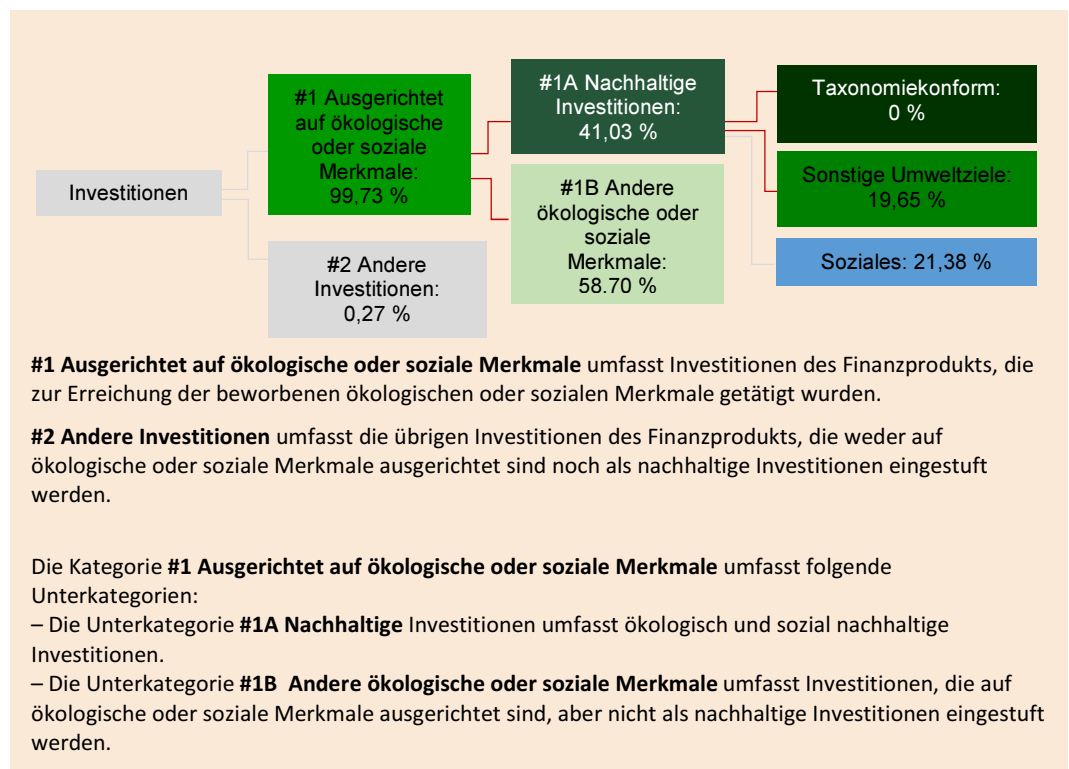 Investitionen
#1 Ausgerichtet
auf ökologische
oder soziale
Merkmale:
99,73 %
#2 Andere
Investitionen:
0,27 %
#1A Nachhaltige
Investitionen:
41,03 %
#1B Andere
ökologische oder
soziale
Merkmale:
58.70 %
Taxonomiekonform:
0 %
Sonstige Umweltziele:
19,65 %
Soziales: 21,38 %
#1 Ausgerichtet auf ökologische oder soziale Merkmale umfasst Investitionen des Finanzprodukts, die
zur Erreichung der beworbenen ökologischen oder sozialen Merkmale getätigt wurden.
#2 Andere Investitionen umfasst die übrigen Investitionen des Finanzprodukts, die weder auf
ökologische oder soziale Merkmale ausgerichtet sind noch als nachhaltige Investitionen eingestuft
werden.
Die Kategorie #1 Ausgerichtet auf ökologische oder soziale Merkmale umfasst folgende
Unterkategorien:
– Die Unterkategorie #1A Nachhaltige Investitionen umfasst ökologisch und sozial nachhaltige
Investitionen.
– Die Unterkategorie #1B Andere ökologische oder soziale Merkmale umfasst Investitionen, die auf
ökologische oder soziale Merkmale ausgerichtet sind, aber nicht als nachhaltige Investitionen eingestuft
werden.